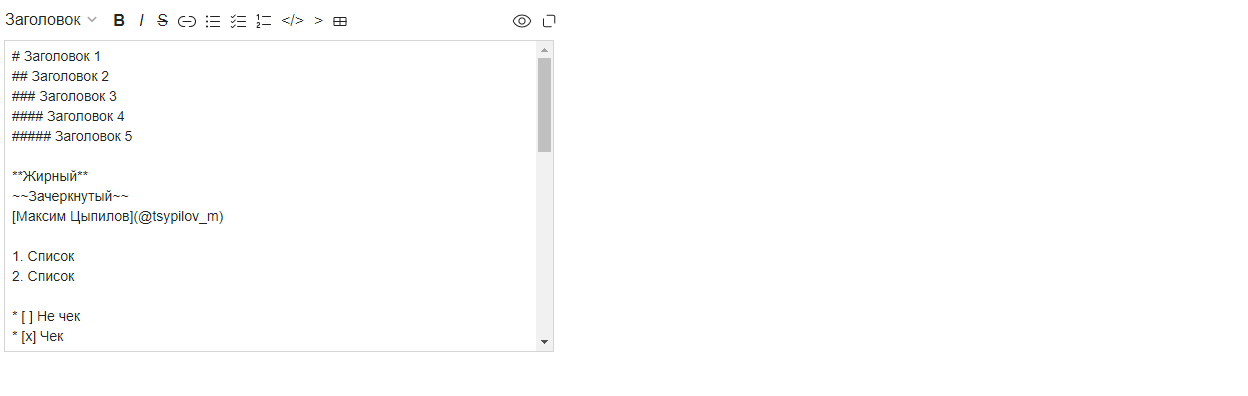 Заголовок B I S </> >
# Заголовок 1
## Заголовок 2
### Заголовок 3
#### Заголовок 4
##### Заголовок 5
**Жирный**
~~Зачеркнутый~~
[Максим Цыпилов](@tsypilov_m)
1. Список
2. Список
* [ ] Не чек
* [x] Чек